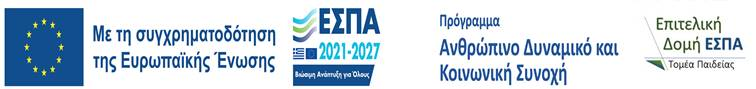 Με τη συγχρηματοδότηση
της Ευρωπαϊκής Ένωσης
ΕΣΠΑ
2021-2027
Βιώσιμη Ανάπτυξη για Όλους
Πρόγραμμα
Ανθρώπινο Δυναμικό και
Κοινωνική Συνοχή
Επιτελική
Δομή ΕΣΠΑ
Τομέα Παιδείας